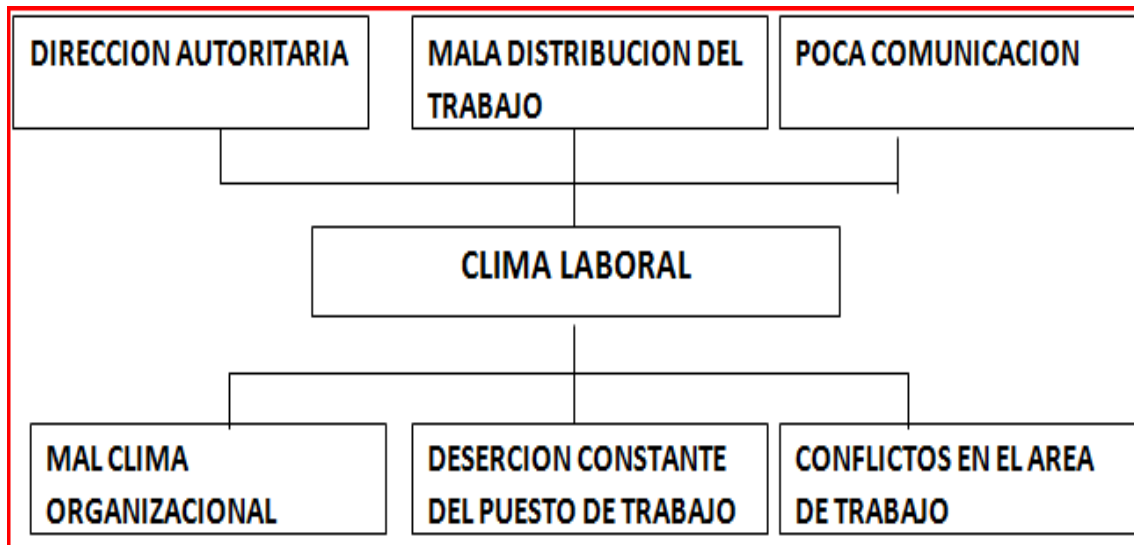 DIRECCION AUTORITARIA
MALA DISTRIBUCION DEL
TRABAJO
POCA COMUNICACION
CLIMA LABORAL
MAL CLIMA
ORGANIZACIONAL
DESERCION CONSTANTE
DEL PUESTO DE TRABAJO
CONFLICTOS EN EL AREA
DE TRABAJO